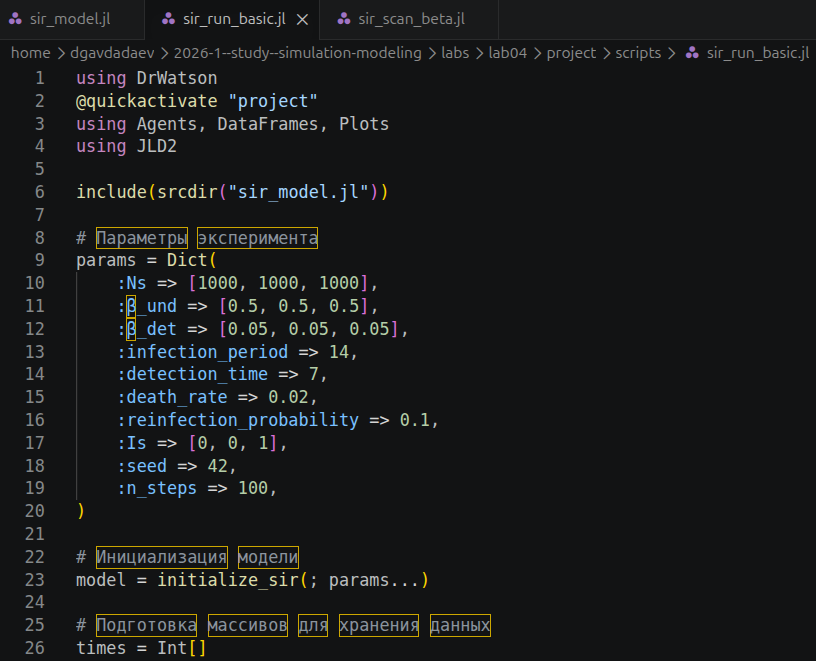 sir_model.jl sir_run_basic.jl sir_scan_beta.jl
home > dgavdadaev > 2026-1--study--simulation-modeling > labs > lab04 > project > scripts > sir_run_basic.jl
1 using DrWatson
2 @quickactivate "project"
3 using Agents, DataFrames, Plots
4 using JLD2
5
6 include(srcdir("sir_model.jl"))
7
8 # Параметры эксперимента
9 params = Dict(
10 :Ns => [1000, 1000, 1000],
11 :β_und => [0.5, 0.5, 0.5],
12 :β_det => [0.05, 0.05, 0.05],
13 :infection_period => 14,
14 :detection_time => 7,
15 :death_rate => 0.02,
16 :reinfection_probability => 0.1,
17 :Is => [0, 0, 1],
18 :seed => 42,
19 :n_steps => 100,
20 )
21
22 # Инициализация модели
23 model = initialize_sir(; params...)
24
25 # Подготовка массивов для хранения данных
26 times = Int[]